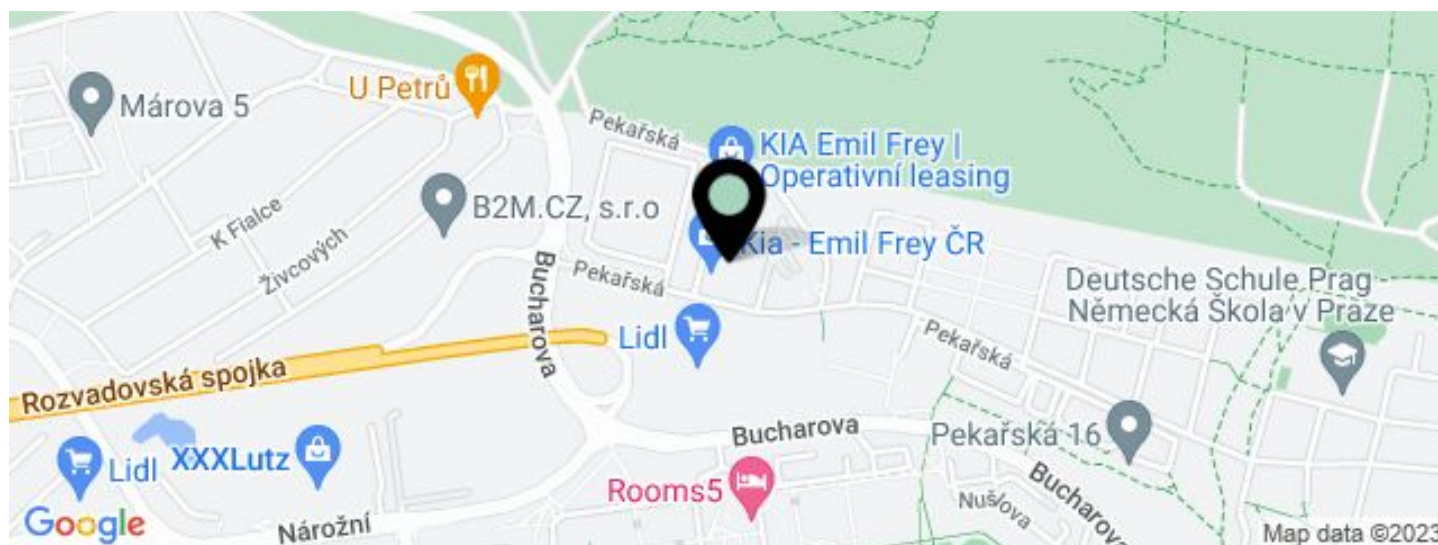 Márova 5
U Petrů
Pekařská
KIA Emil Frey |
Operativní leasing
B2M.CZ, s.r.o
K Fialce
Živcových
Kia - Emil Frey ČR
Bucharova
Pekařská
Deutsche Schule Prag -
Německá Škola v Praze
Lidl
Pekařská
Rozvadovská spojka
Bucharova
Pekařská 16
Lidl
XXXLutz
Rooms5
Bucharova
Nušlova
Nárožní
Google
Map data ©2023